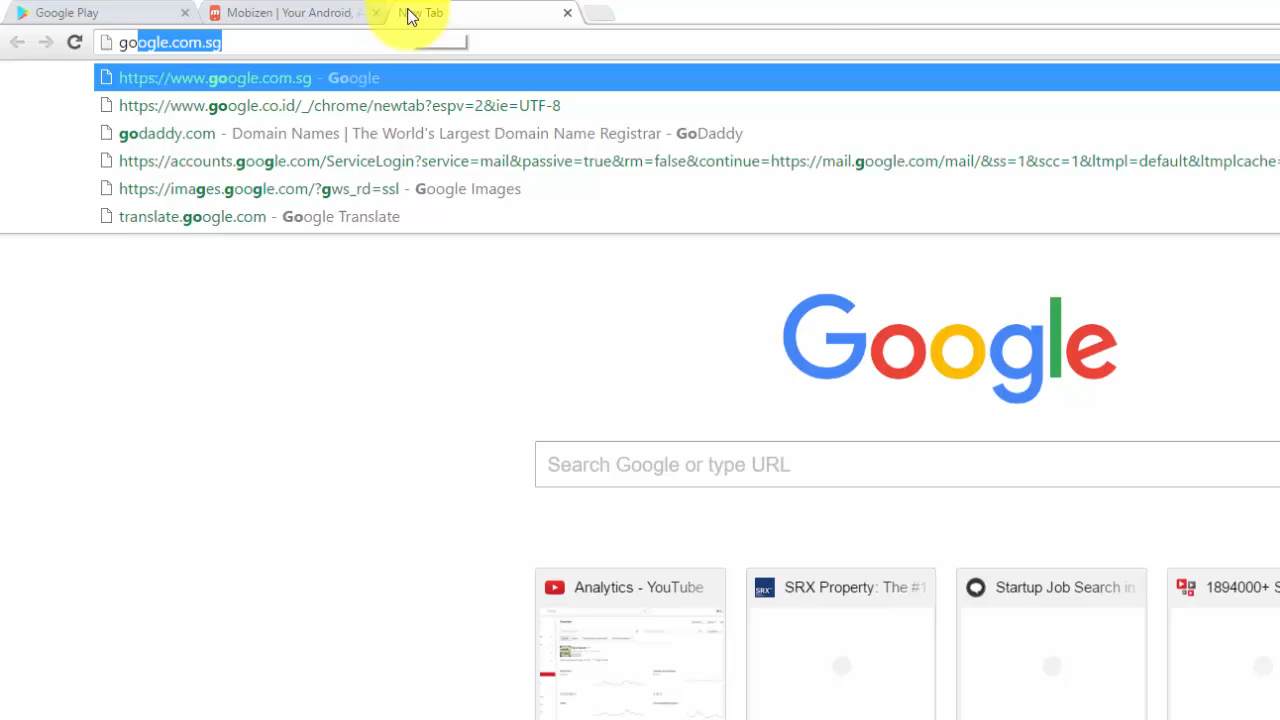 Google Play
Mobizen | Your Android,
New Tab
google.com.sg
https://www.google.com.sg - Google
https://www.google.co.id/_/chrome/newtab?espv=2&ie=UTF-8
godaddy.com - Domain Names | The World's Largest Domain Name Registrar - GoDaddy
https://accounts.google.com/ServiceLogin?service=mail&passive=true&rm=false&continue=https://mail.google.com/mail/&ss=1&scc=1&ltmpl=default&ltmplcache=
https://images.google.com/?gws_rd=ssl - Google Images
translate.google.com - Google Translate
Google
Search Google or type URL
Analytics - YouTube
SRX Property: The #1
Startup Job Search in
1894000+ S